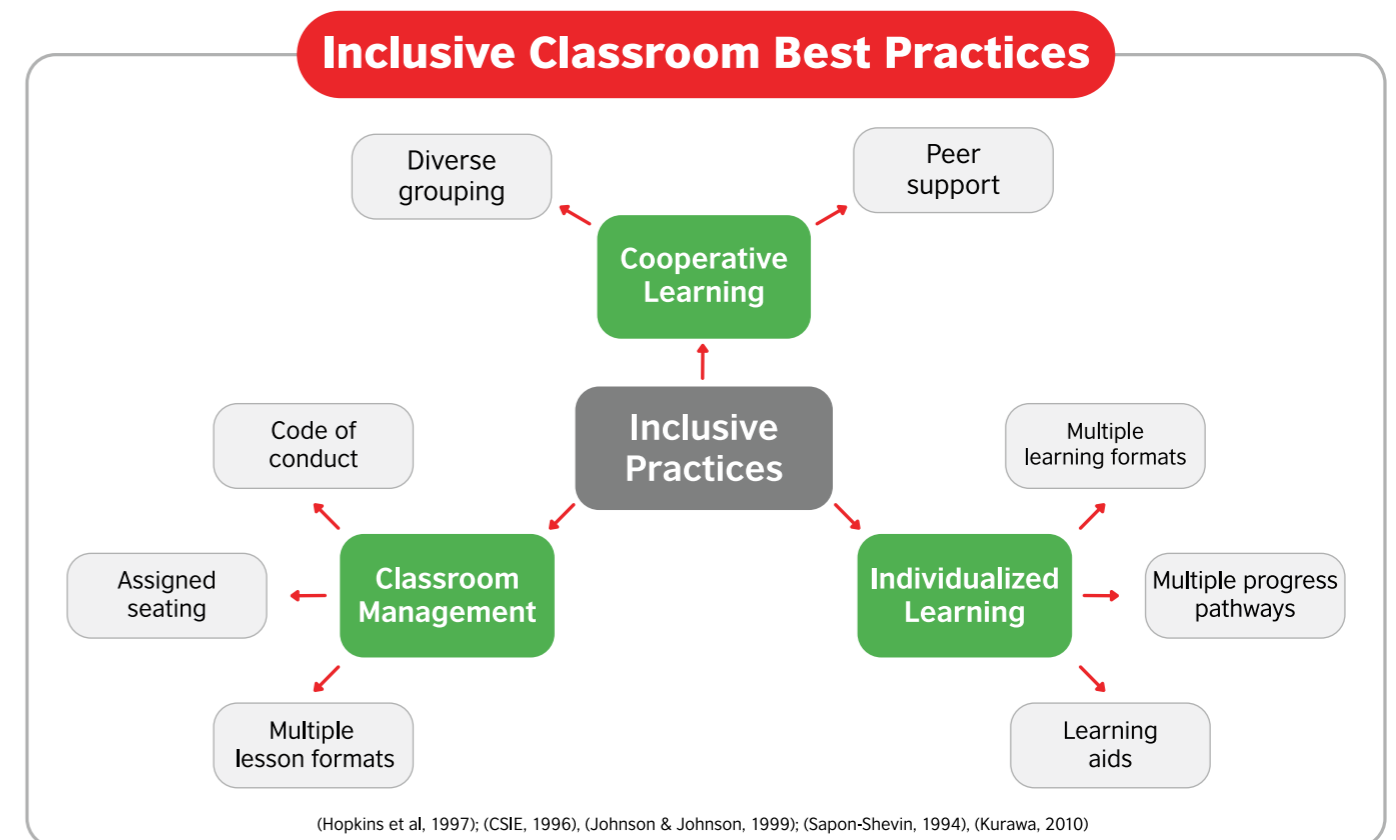 Inclusive Classroom Best Practices
Diverse
grouping
Peer
support
Cooperative
Learning
Inclusive
Practices
Code of
conduct
Multiple
learning formats
Assigned
seating
Classroom
Management
Individualized
Learning
Multiple progress
pathways
Multiple
lesson formats
Learning
aids
(Hopkins et al, 1997); (CSIE, 1996), (Johnson & Johnson, 1999); (Sapon-Shevin, 1994), (Kurawa, 2010)